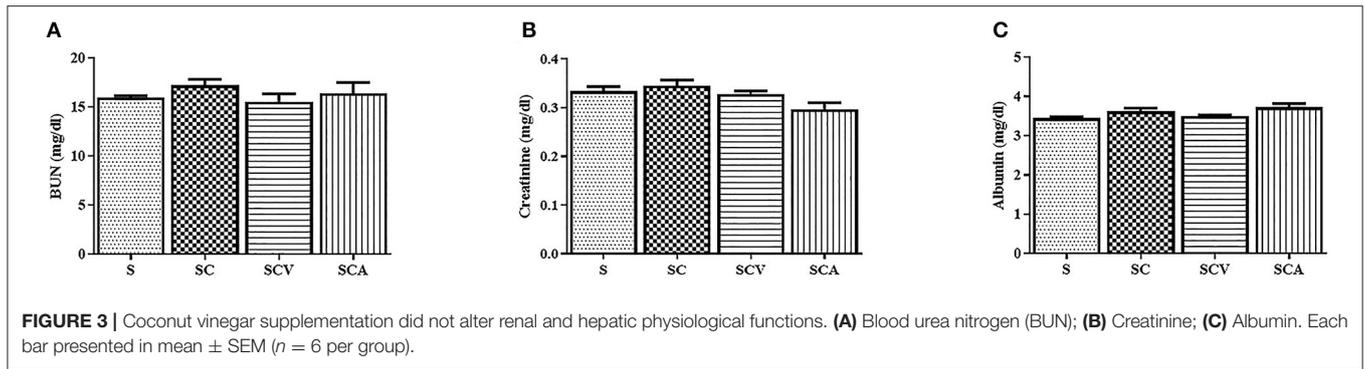 A
BUN (mg/dl)
20
15
10
5
0
S SC SCV SCA
B
Creatinine (mg/dl)
0.4
0.3
0.2
0.1
0.0
S SC SCV SCA
C
Albumin (mg/dl)
5
4
3
2
1
0
S SC SCV SCA
FIGURE 3 | Coconut vinegar supplementation did not alter renal and hepatic physiological functions. (A) Blood urea nitrogen (BUN); (B) Creatinine; (C) Albumin. Each
bar presented in mean ± SEM (n = 6 per group).